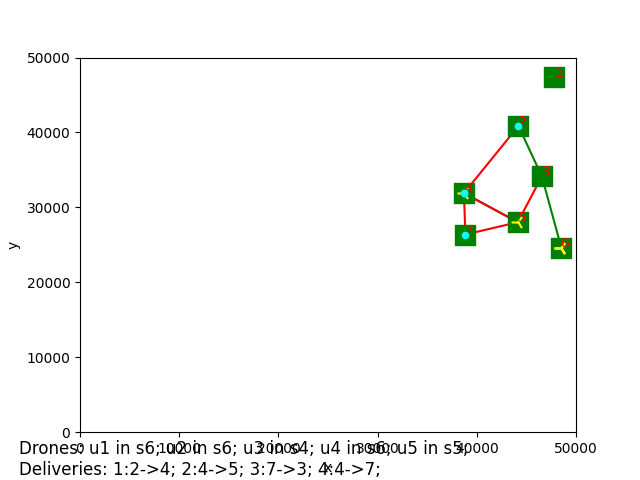 50000
40000
y
30000
20000
10000
0
0 10000 20000 30000 40000 50000
x
Drones: u1 in s6; u2 in s6; u3 in s4; u4 in s6; u5 in s5;
Deliveries: 1:2->4; 2:4->5; 3:7->3; 4:4->7;